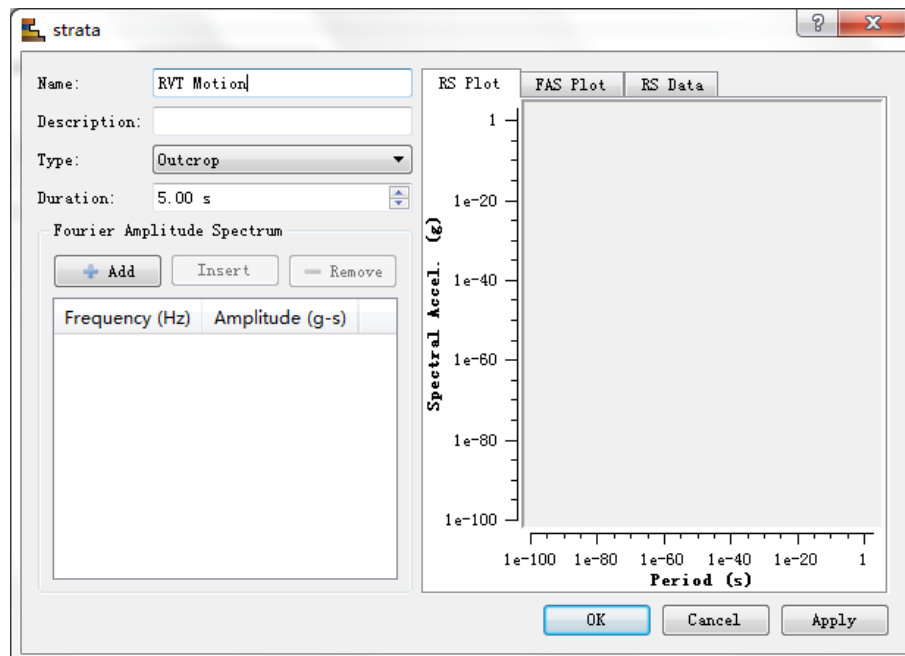 strata
Name: RVT Motion
Description:
Type: Outcrop
Duration: 5.00 s
Fourier Amplitude Spectrum
Add Insert Remove
Frequency (Hz) Amplitude (g-s)
RS Plot FAS Plot RS Data
Spectral Accel. (g)
1
1e-20
1e-40
1e-60
1e-80
1e-100
1e-100 1e-80 1e-60 1e-40 1e-20 1
Period (s)
OK Cancel Apply